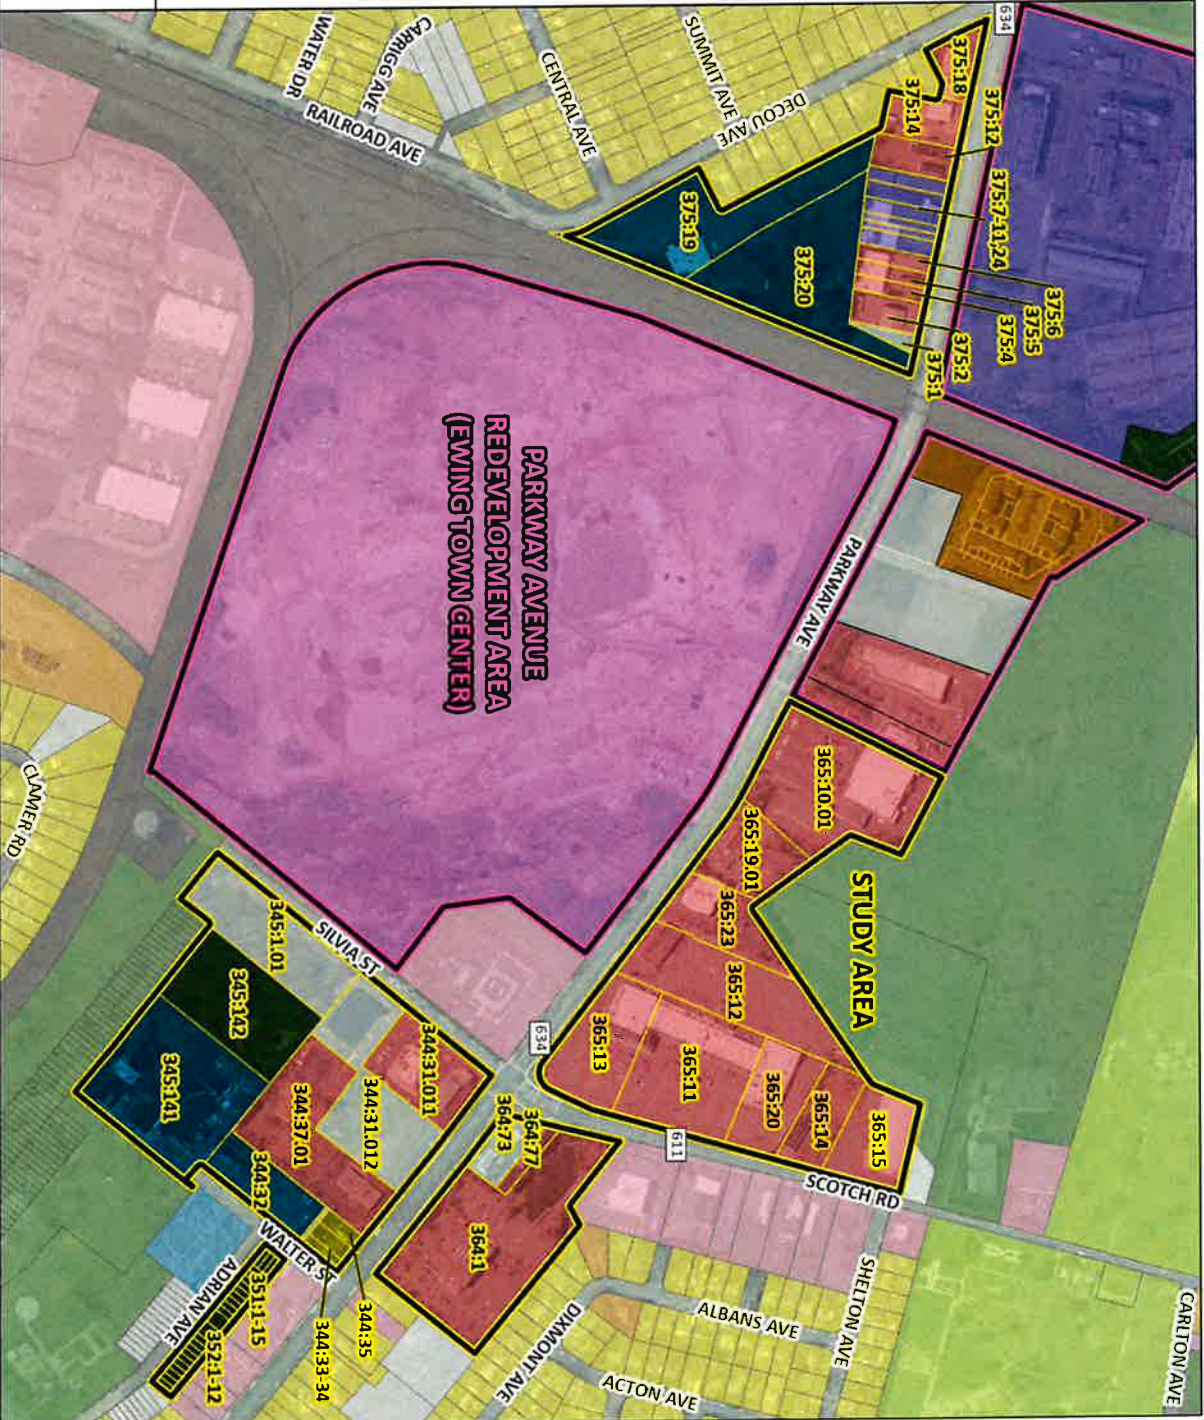 634
375:18
375:12
375:14
375:7-11,24
375:6
375:5
375:4
375:2
375:1
375:19
375:20
WATER DR
CARRIGG AVE
RAILROAD AVE
CENTRAL AVE
SUMMIT AVE
DECOU AVE
PARKWAY AVENUE
REDEVELOPMENT AREA
(EWING TOWN CENTER)
PARKWAY AVE
STUDY AREA
365:10.01
365:19.01
365:23
365:12
365:13
365:11
365:20
365:14
365:15
634
611
SCOTCH RD
CLAMER RD
SILVIA ST
345:1.01
345:142
345:141
344:31.011
344:31.012
344:37.01
344:32
364:73
364:77
364:1
WALTER ST
ADRIAN AVE
351:1-15
352:1-12
344:35
344:33-34
DIXMONT AVE
ALBANS AVE
ACTON AVE
SHELTON AVE
CARLTON AVE